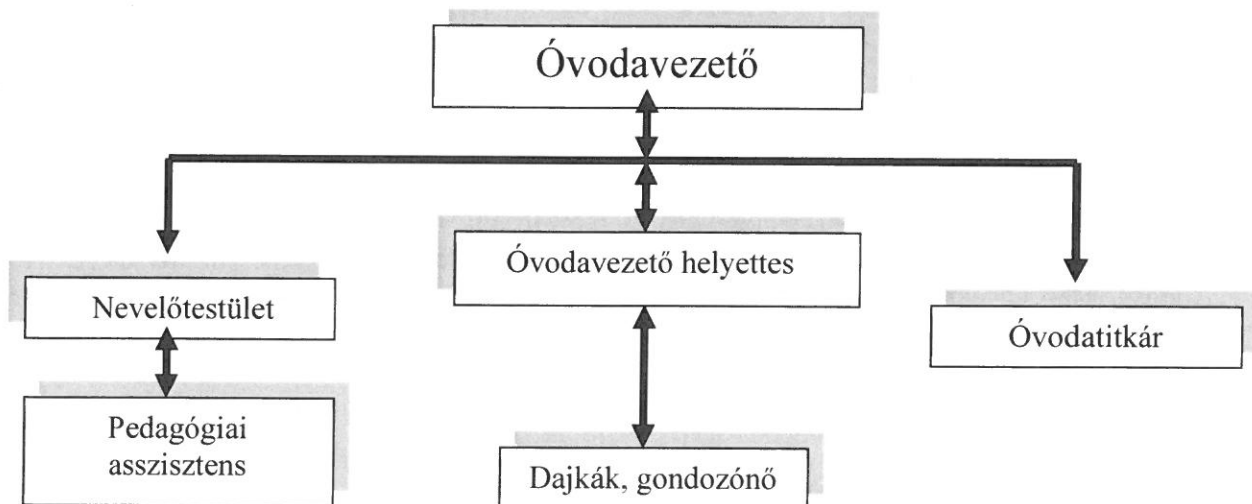 Óvodavezető
Óvodavezető helyettes
Nevelőtestület
Óvodatitkár
Pedagógiai
asszisztens
Dajkák, gondozónő